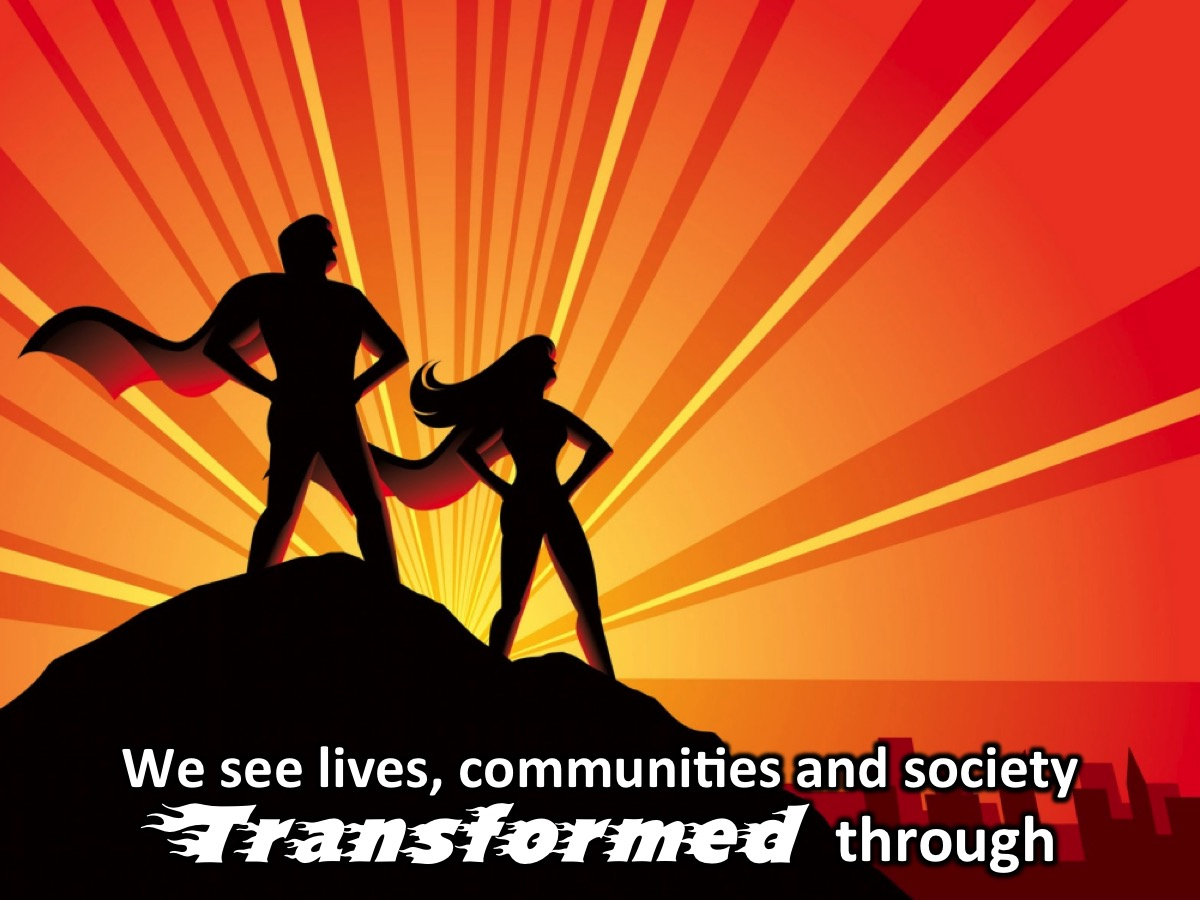 We see lives, communities and society
Transformed through